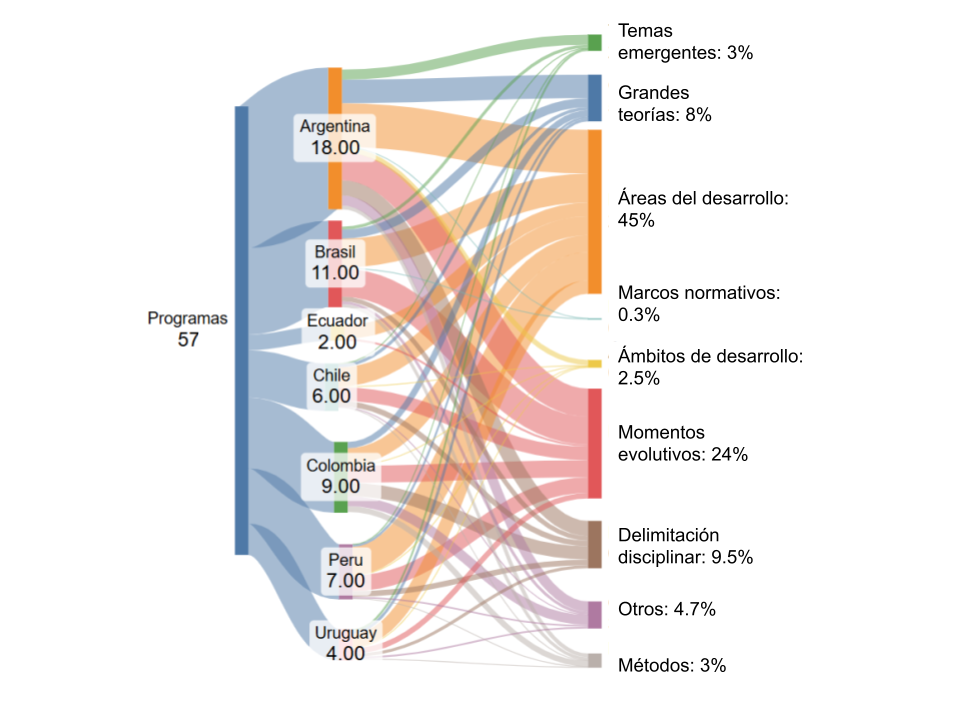 Programas
57
Argentina
18.00
Brasil
11.00
Ecuador
2.00
Chile
6.00
Colombia
9.00
Peru
7.00
Uruguay
4.00
Temas
emergentes: 3%
Grandes
teorías: 8%
Áreas del desarrollo:
45%
Marcos normativos:
0.3%
Ámbitos de desarrollo:
2.5%
Momentos
evolutivos: 24%
Delimitación
disciplinar: 9.5%
Otros: 4.7%
Métodos: 3%